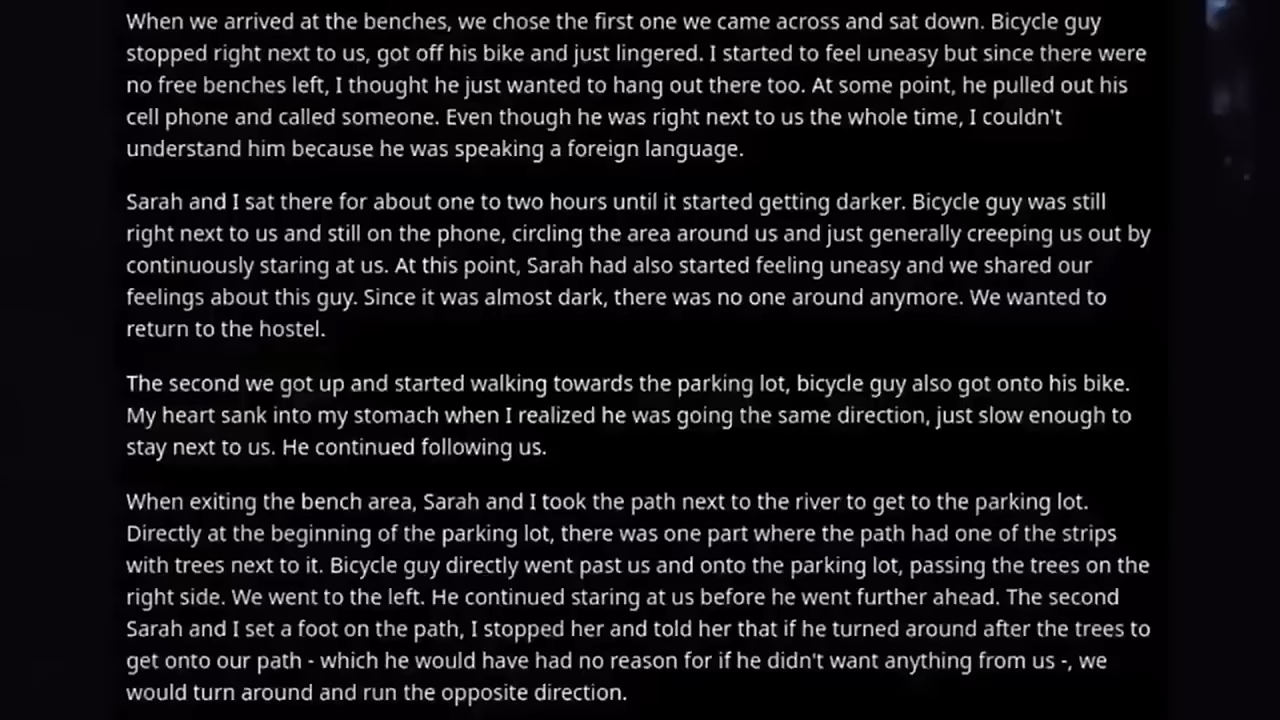 When we arrived at the benches, we chose the first one we came across and sat down. Bicycle guy
stopped right next to us, got off his bike and just lingered. I started to feel uneasy but since there were
no free benches left, I thought he just wanted to hang out there too. At some point, he pulled out his
cell phone and called someone. Even though he was right next to us the whole time, I couldn't
understand him because he was speaking a foreign language.
Sarah and I sat there for about one to two hours until it started getting darker. Bicycle guy was still
right next to us and still on the phone, circling the area around us and just generally creeping us out by
continuously staring at us. At this point, Sarah had also started feeling uneasy and we shared our
feelings about this guy. Since it was almost dark, there was no one around anymore. We wanted to
return to the hostel.
The second we got up and started walking towards the parking lot, bicycle guy also got onto his bike.
My heart sank into my stomach when I realized he was going the same direction, just slow enough to
stay next to us. He continued following us.
When exiting the bench area, Sarah and I took the path next to the river to get to the parking lot.
Directly at the beginning of the parking lot, there was one part where the path had one of the strips
with trees next to it. Bicycle guy directly went past us and onto the parking lot, passing the trees on the
right side. We went to the left. He continued staring at us before he went further ahead. The second
Sarah and I set a foot on the path, I stopped her and told her that if he turned around after the trees to
get onto our path - which he would have had no reason for if he didn't want anything from us -, we
would turn around and run the opposite direction.